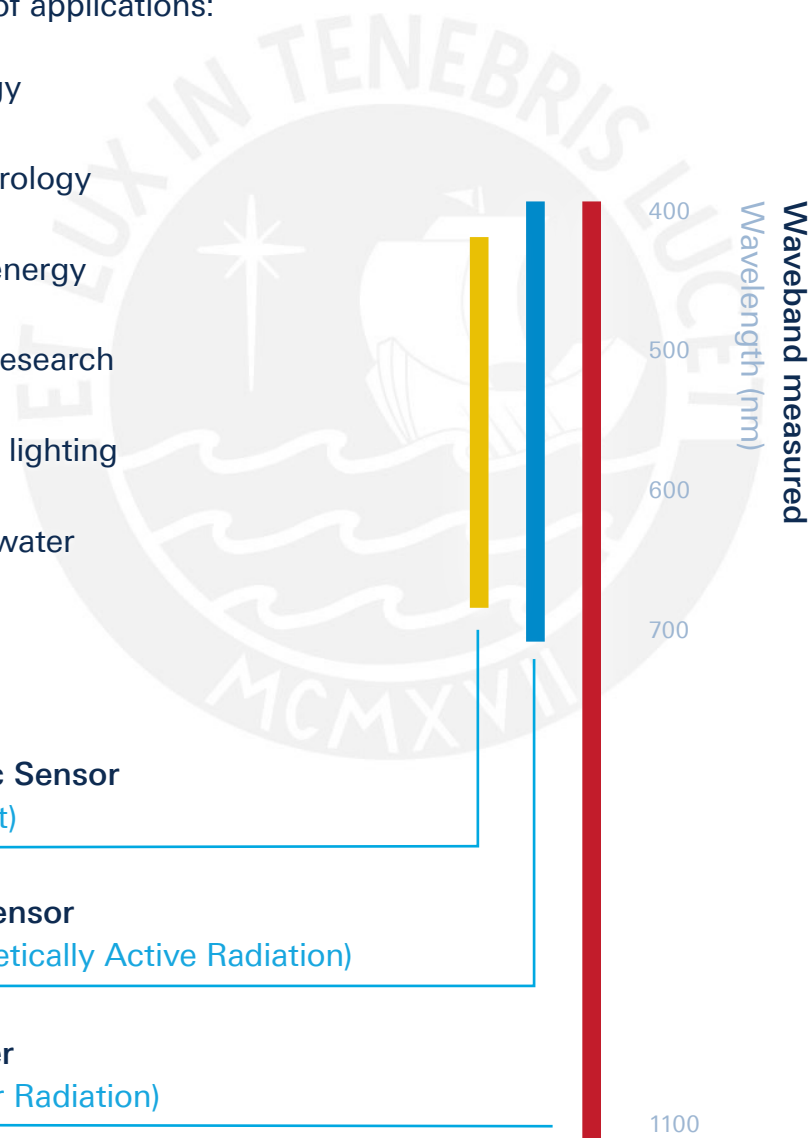 of applications:
gy
rology
energy
esearch
lighting
water
c Sensor
t)
ensor
etically Active Radiation)
er
r Radiation)
400
500
600
700
1100
Wavelength (nm)
Waveband measured
ET LUX IN TENEBRIS LUCET
MCMXVII